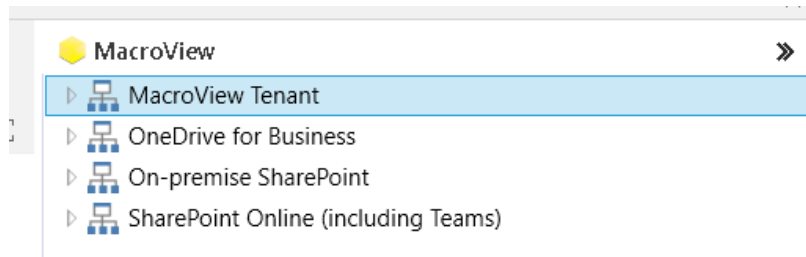 MacroView
MacroView Tenant
OneDrive for Business
On-premise SharePoint
SharePoint Online (including Teams)